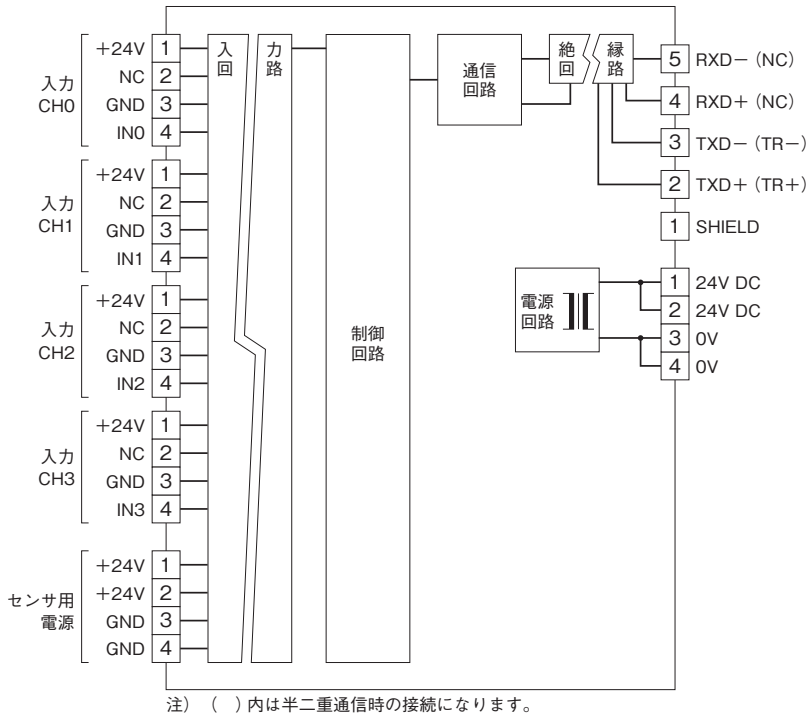 入力
CH0
+24V 1
NC 2
GND 3
IN0 4
入力
CH1
+24V 1
NC 2
GND 3
IN1 4
入力
CH2
+24V 1
NC 2
GND 3
IN2 4
入力
CH3
+24V 1
NC 2
GND 3
IN3 4
センサ用
電源
+24V 1
+24V 2
GND 3
GND 4
入力
回路
制御
回路
通信
回路
絶縁
回路
5 RXD−(NC)
4 RXD+(NC)
3 TXD−(TR−)
2 TXD+(TR+)
1 SHIELD
電源
回路
1 24V DC
2 24V DC
3 0V
4 0V
注) ( )内は半二重通信時の接続になります。